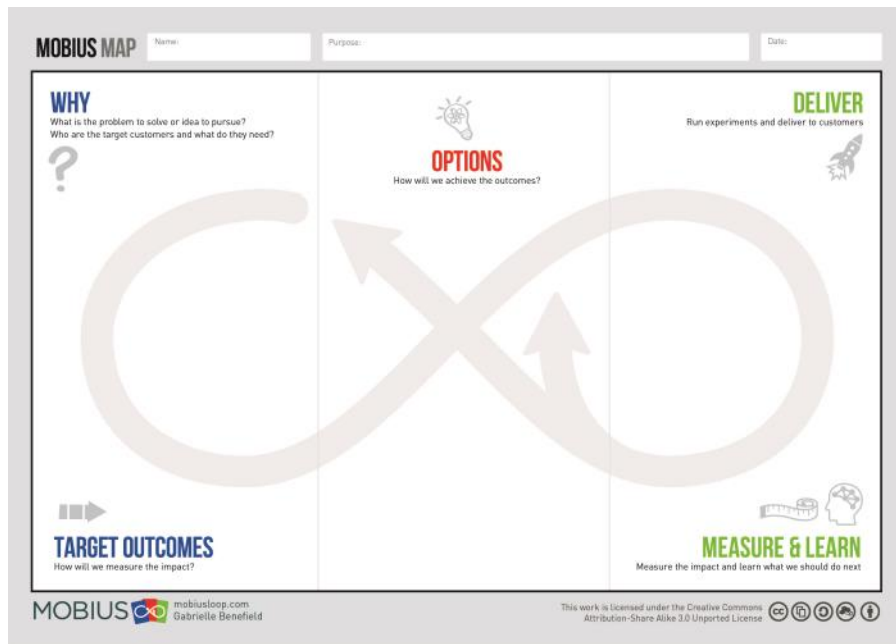 MOBIUS MAP
Name:
Purpose:
Date:
WHY
What is the problem to solve or idea to pursue?
Who are the target customers and what do they need?
OPTIONS
How will we achieve the outcomes?
DELIVER
Run experiments and deliver to customers
TARGET OUTCOMES
How will we measure the impact?
MEASURE & LEARN
Measure the impact and learn what we should do next
MOBIUS
mobiusloop.com
Gabrielle Benefield
This work is licensed under the Creative Commons
Attribution-Share Alike 3.0 Unported License
cc